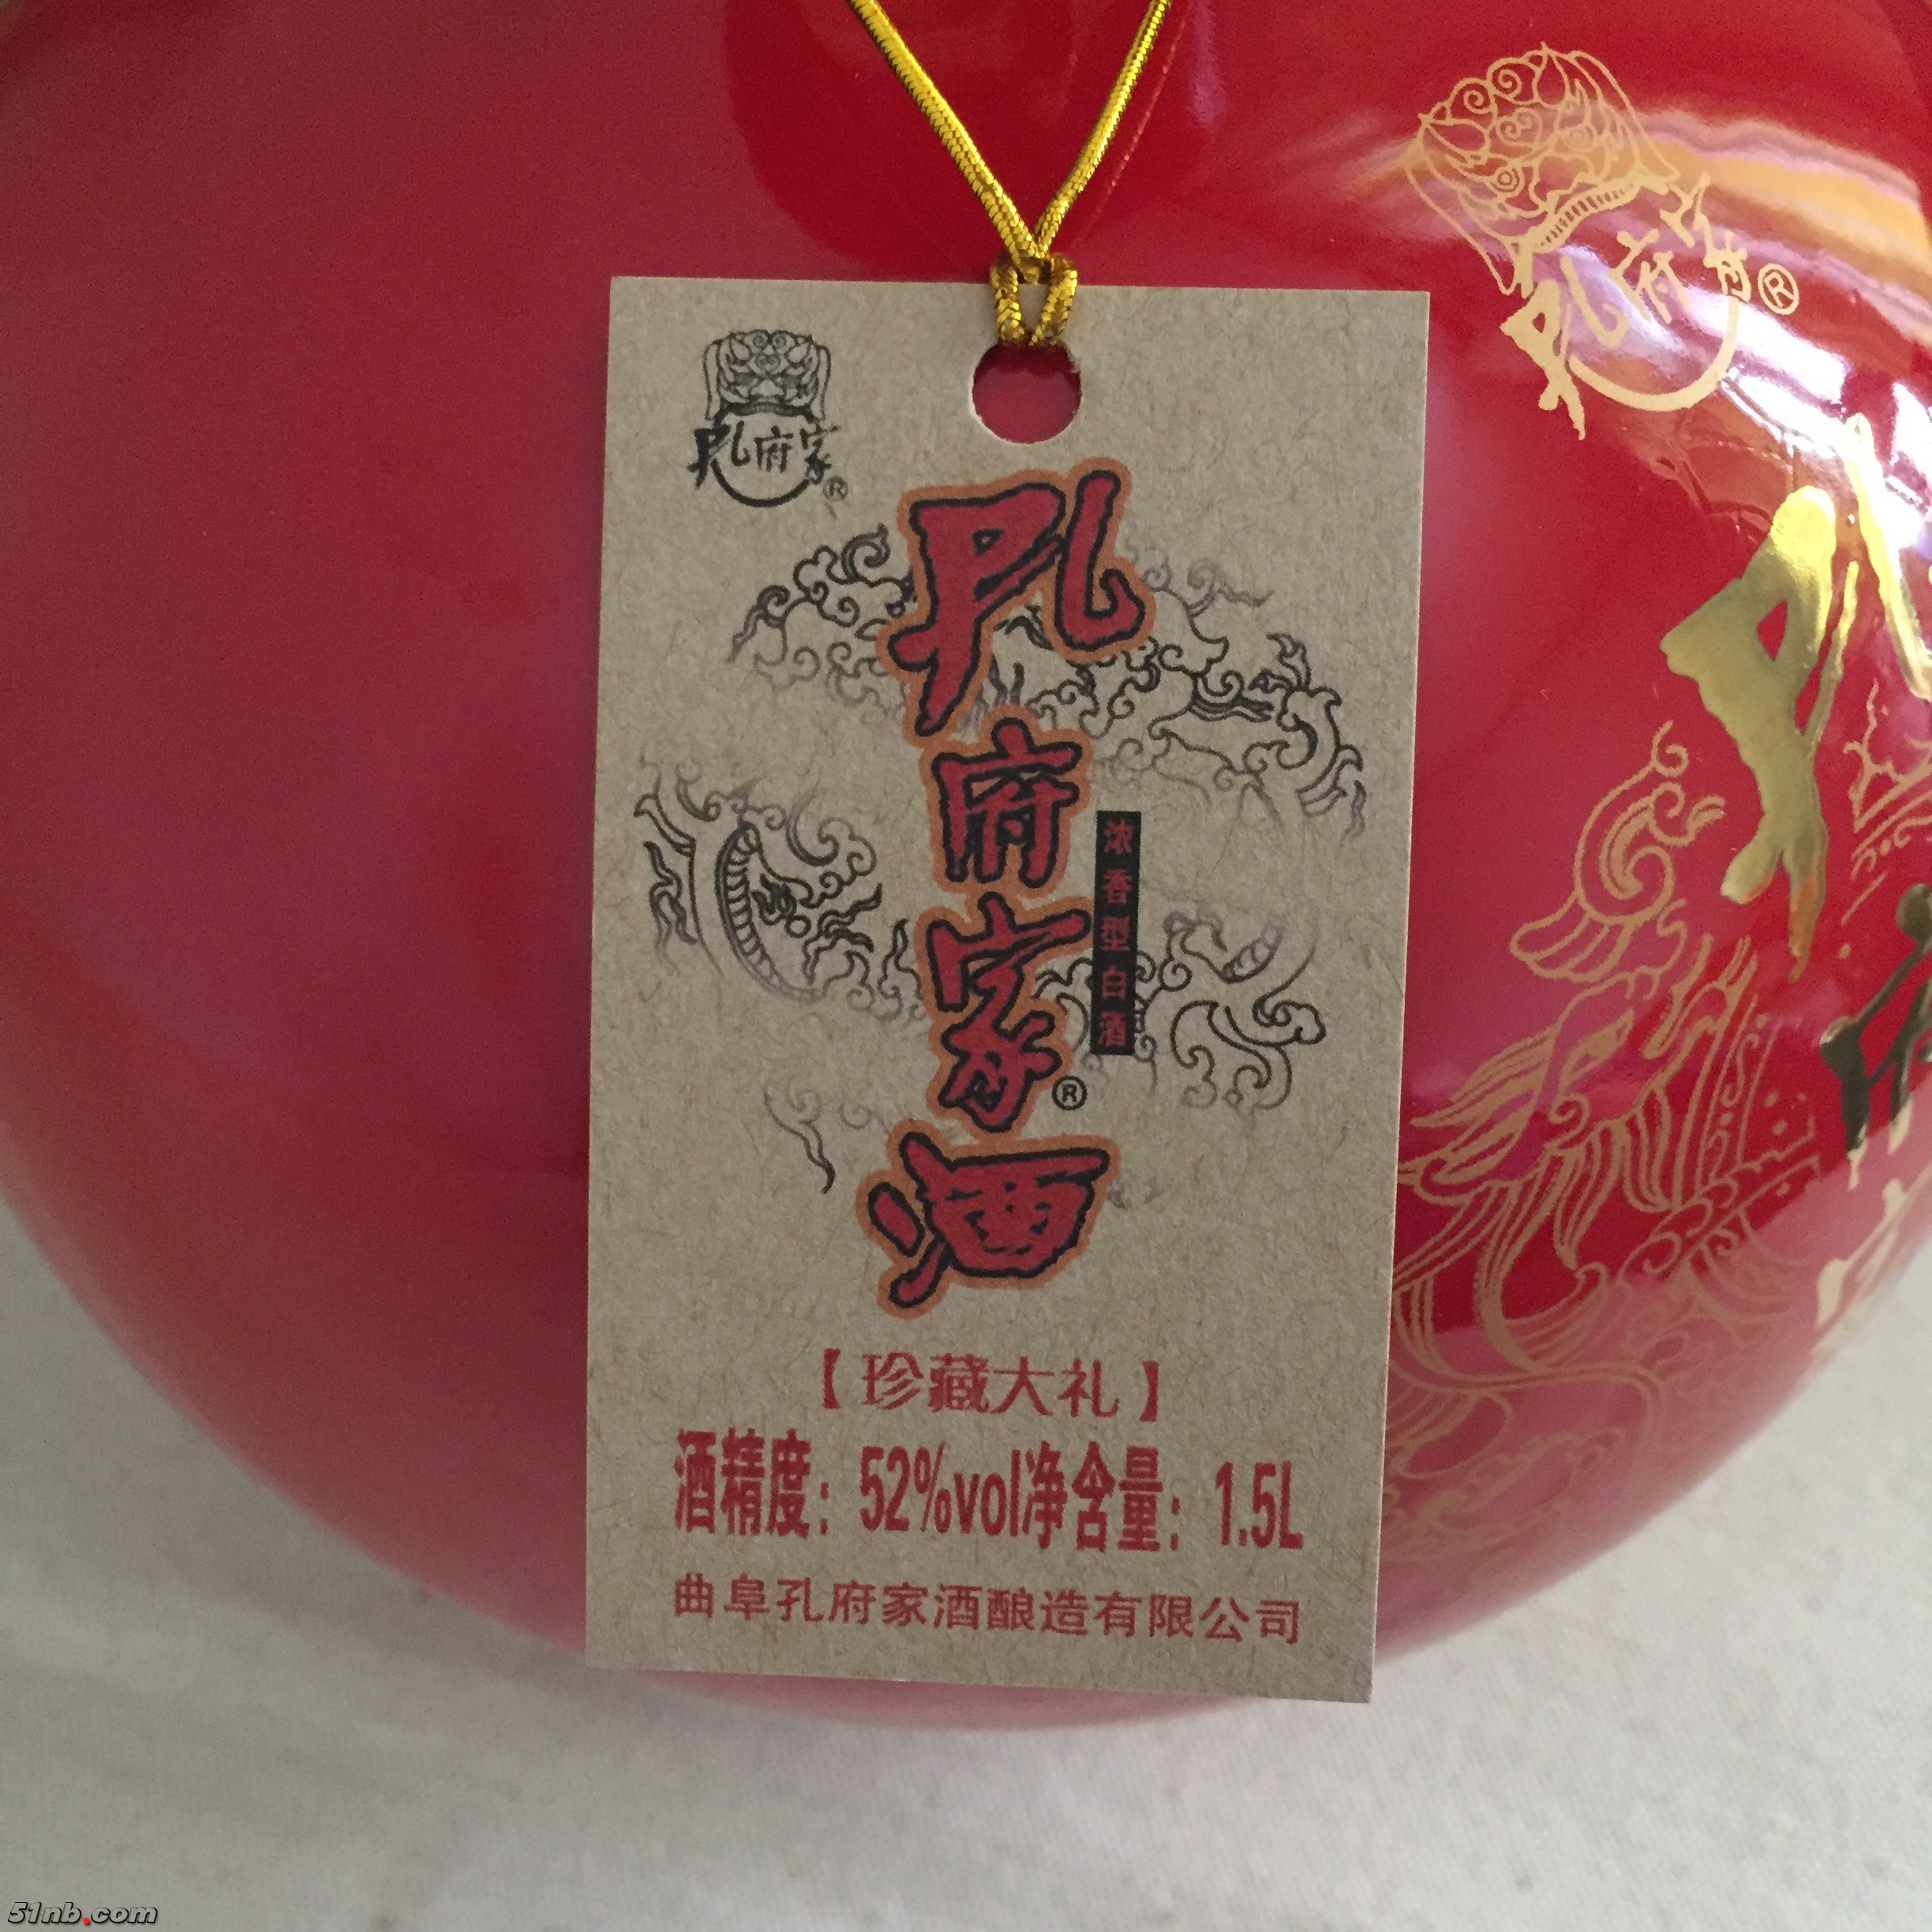 孔府家®
孔府家®
孔府家®酒
浓香型白酒
【珍藏大礼】
酒精度：52%vol净含量：1.5L
曲阜孔府家酒酿造有限公司
孔
51nb.com